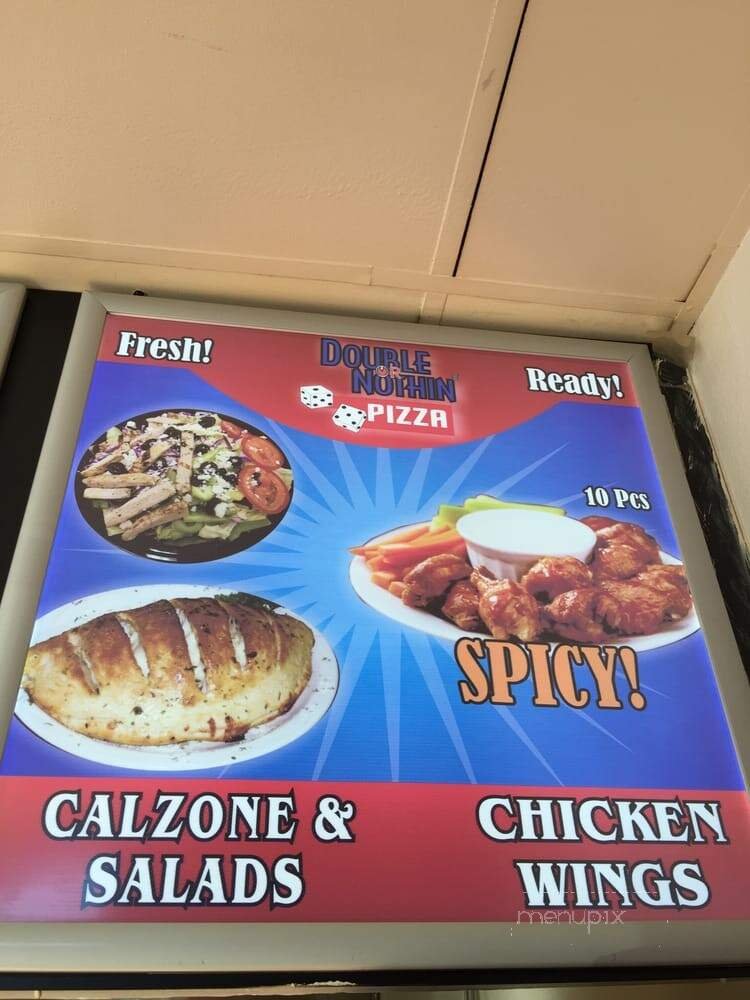 Fresh!
DOUBLE
OR
NOTHIN'
PIZZA
Ready!
10 Pcs
SPICY!
CALZONE &
SALADS
CHICKEN
WINGS
menupix